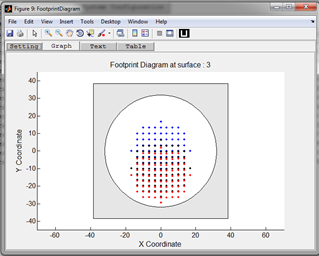 Figure 9: FootprintDiagram
File Edit View Insert Tools Desktop Window Help
Setting Graph Text Table
Footprint Diagram at surface : 3
40
30
20
10
0
-10
-20
-30
-40
Y Coordinate
-60 -40 -20 0 20 40 60
X Coordinate